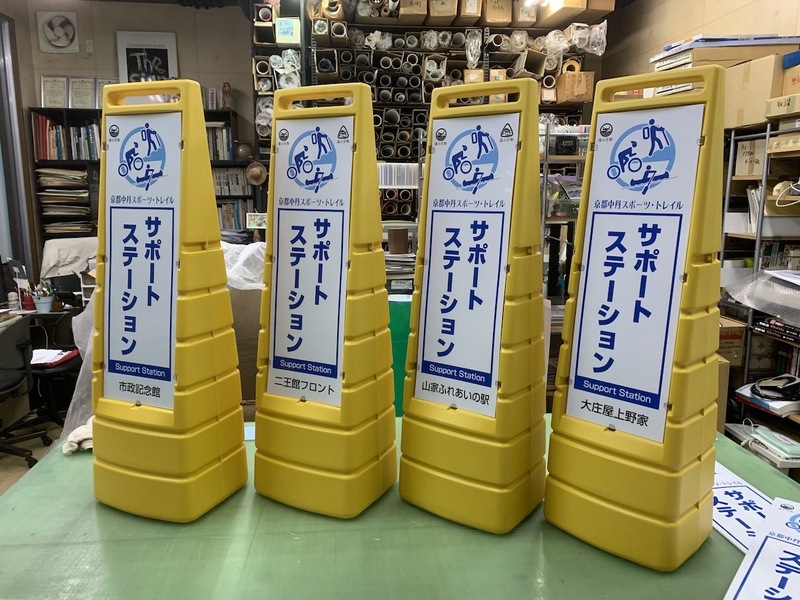 京都中丹スポーツ・トレイル
サポート
ステーション
Support Station
市政記念館
京都中丹スポーツ・トレイル
サポート
ステーション
Support Station
二王館フロント
京都中丹スポーツ・トレイル
サポート
ステーション
Support Station
山家ふれあいの駅
京都中丹スポーツ・トレイル
サポート
ステーション
Support Station
大庄屋上野家
The